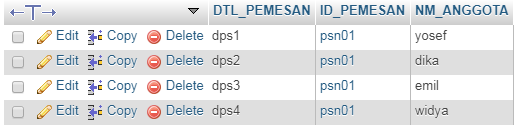 DTL_PEMESAN ID_PEMESAN NM_ANGGOTA
Edit Copy Delete dps1 psn01 yosef
Edit Copy Delete dps2 psn01 dika
Edit Copy Delete dps3 psn01 emil
Edit Copy Delete dps4 psn01 widya